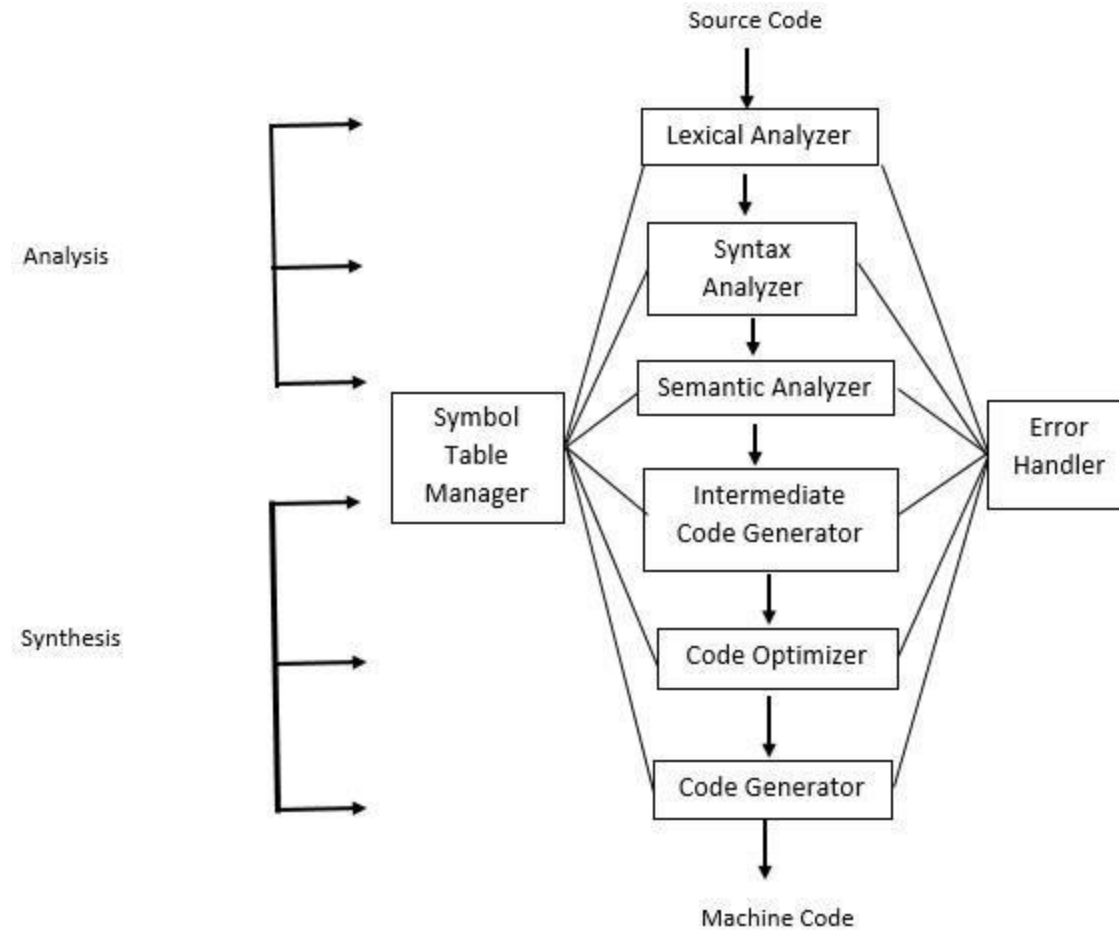 Source Code
Lexical Analyzer
Syntax
Analyzer
Analysis
Semantic Analyzer
Symbol
Table
Manager
Error
Handler
Intermediate
Code Generator
Synthesis
Code Optimizer
Code Generator
Machine Code